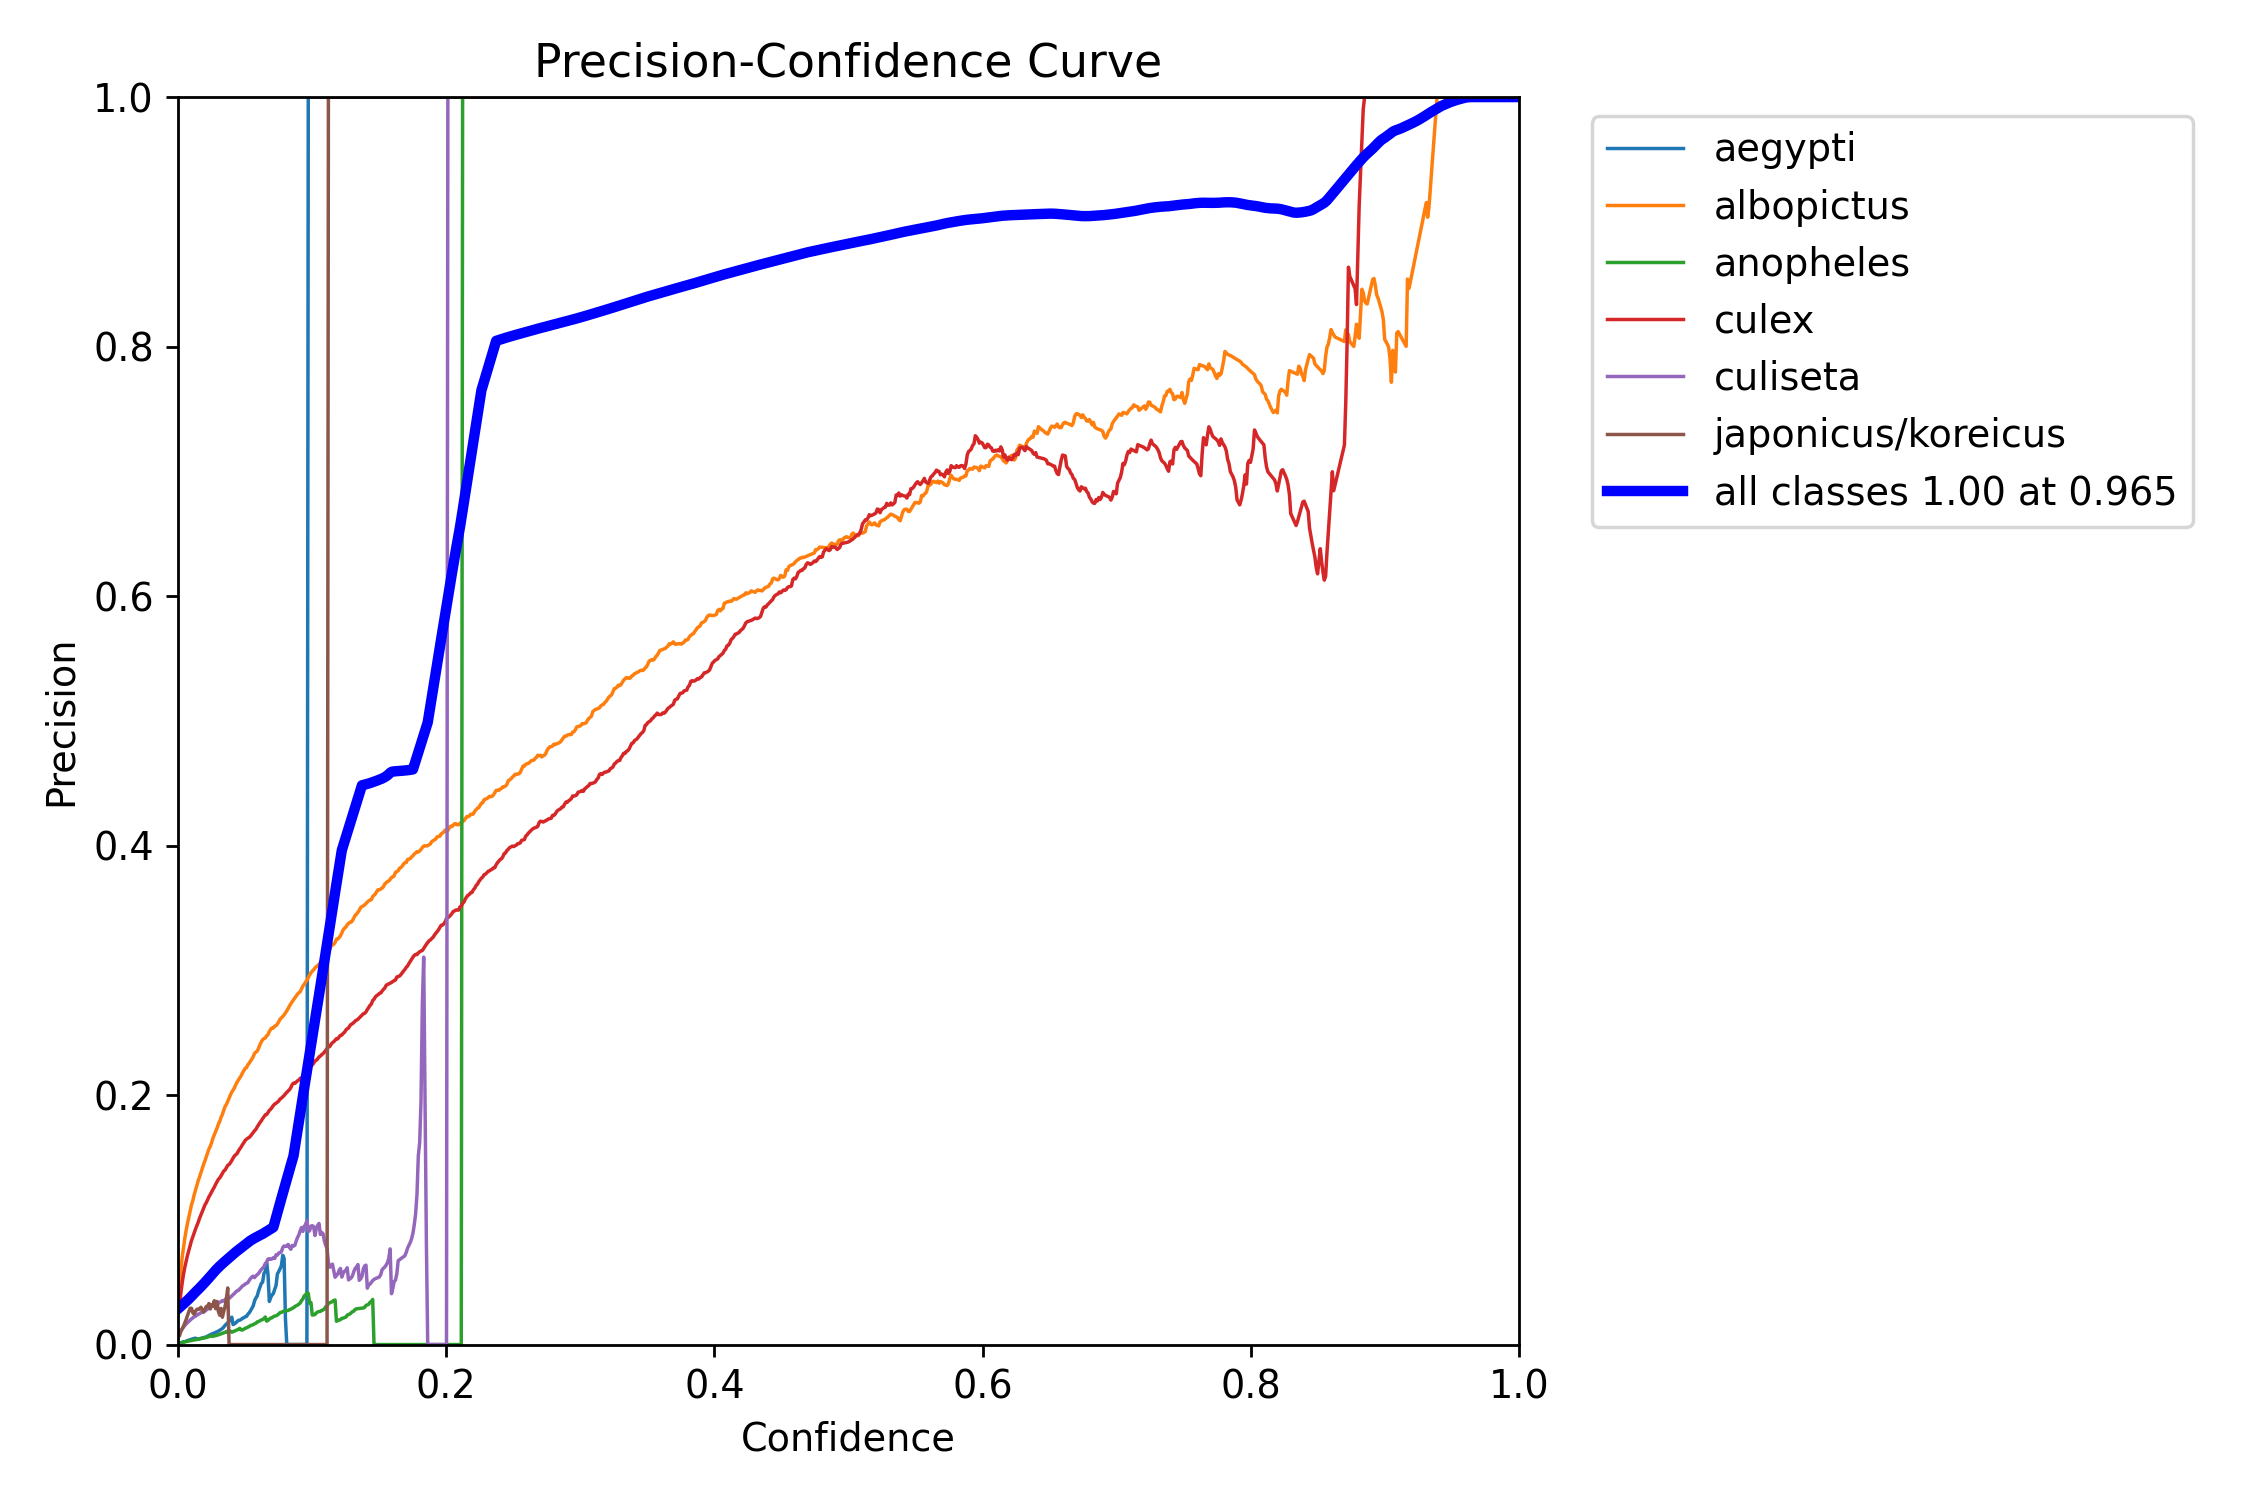 Precision-Confidence Curve
1.0
0.8
0.6
0.4
0.2
0.0
Precision
0.0 0.2 0.4 0.6 0.8 1.0
Confidence
aegypti
albopictus
anopheles
culex
culiseta
japonicus/koreicus
all classes 1.00 at 0.965